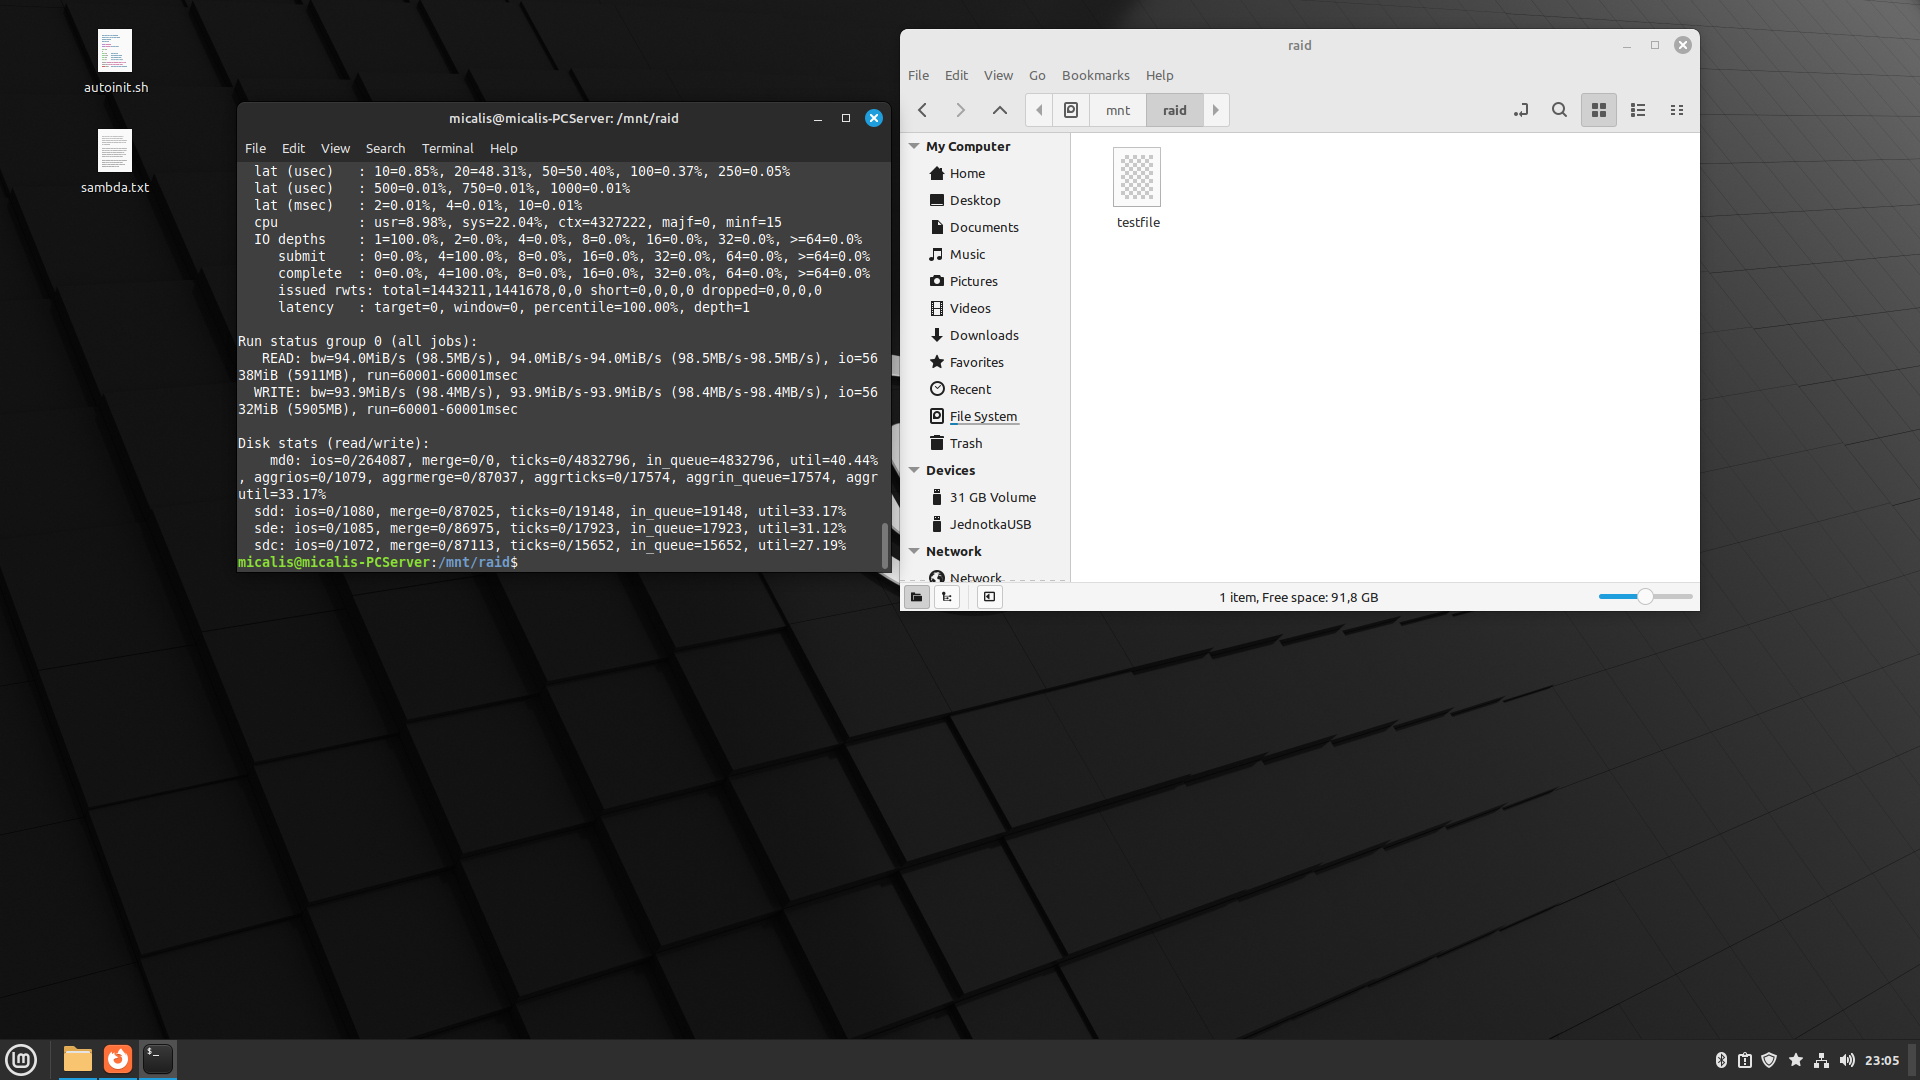 autoinit.sh
sambda.txt
micalis@micalis-PCServer: /mnt/raid
File Edit View Search Terminal Help
lat (usec)   : 10=0.85%, 20=48.31%, 50=50.40%, 100=0.37%, 250=0.05%
lat (usec)   : 500=0.01%, 750=0.01%, 1000=0.01%
lat (msec)   : 2=0.01%, 4=0.01%, 10=0.01%
cpu          : usr=8.98%, sys=22.04%, ctx=4327222, majf=0, minf=15
IO depths    : 1=100.0%, 2=0.0%, 4=0.0%, 8=0.0%, 16=0.0%, 32=0.0%, >=64=0.0%
submit    : 0=0.0%, 4=100.0%, 8=0.0%, 16=0.0%, 32=0.0%, 64=0.0%, >=64=0.0%
complete  : 0=0.0%, 4=100.0%, 8=0.0%, 16=0.0%, 32=0.0%, 64=0.0%, >=64=0.0%
issued rwts: total=1443211,1441678,0,0 short=0,0,0,0 dropped=0,0,0,0
latency   : target=0, window=0, percentile=100.00%, depth=1
Run status group 0 (all jobs):
READ: bw=94.0MiB/s (98.5MB/s), 94.0MiB/s-94.0MiB/s (98.5MB/s-98.5MB/s), io=56
38MiB (5911MB), run=60001-60001msec
WRITE: bw=93.9MiB/s (98.4MB/s), 93.9MiB/s-93.9MiB/s (98.4MB/s-98.4MB/s), io=56
32MiB (5905MB), run=60001-60001msec
Disk stats (read/write):
md0: ios=0/264087, merge=0/0, ticks=0/4832796, in_queue=4832796, util=40.44%
, aggrios=0/1079, aggrmerge=0/87037, aggrticks=0/17574, aggrin_queue=17574, aggr
util=33.17%
sdd: ios=0/1080, merge=0/87025, ticks=0/19148, in_queue=19148, util=33.17%
sde: ios=0/1085, merge=0/86975, ticks=0/17923, in_queue=17923, util=31.12%
sdc: ios=0/1072, merge=0/87113, ticks=0/15652, in_queue=15652, util=27.19%
micalis@micalis-PCServer:/mnt/raid$
raid
File Edit View Go Bookmarks Help
mnt raid
My Computer
Home
Desktop
Documents
Music
Pictures
Videos
Downloads
Favorites
Recent
File System
Trash
Devices
31 GB Volume
JednotkaUSB
Network
Network
testfile
1 item, Free space: 91,8 GB
23:05